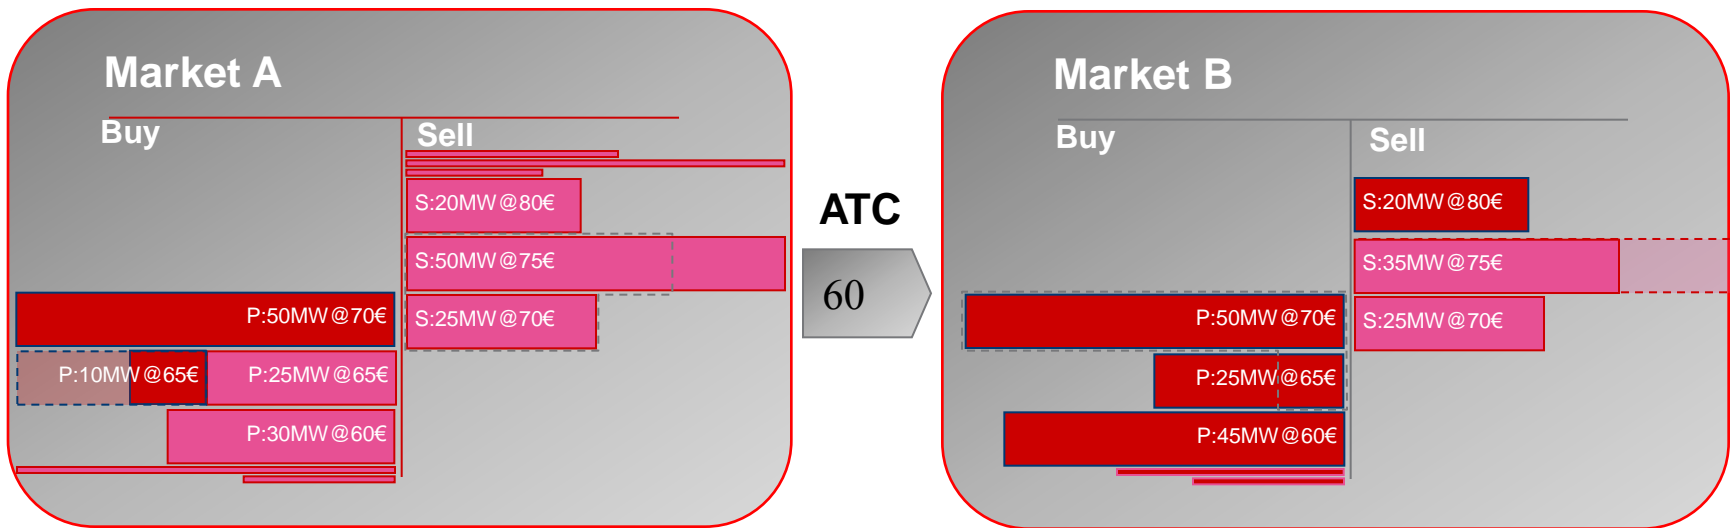 Market A
Buy
Sell
S:20MW@80€
S:50MW@75€
P:50MW@70€
S:25MW@70€
P:10MW@65€
P:25MW@65€
P:30MW@60€
ATC
60
Market B
Buy
Sell
S:20MW@80€
S:35MW@75€
P:50MW@70€
S:25MW@70€
P:25MW@65€
P:45MW@60€